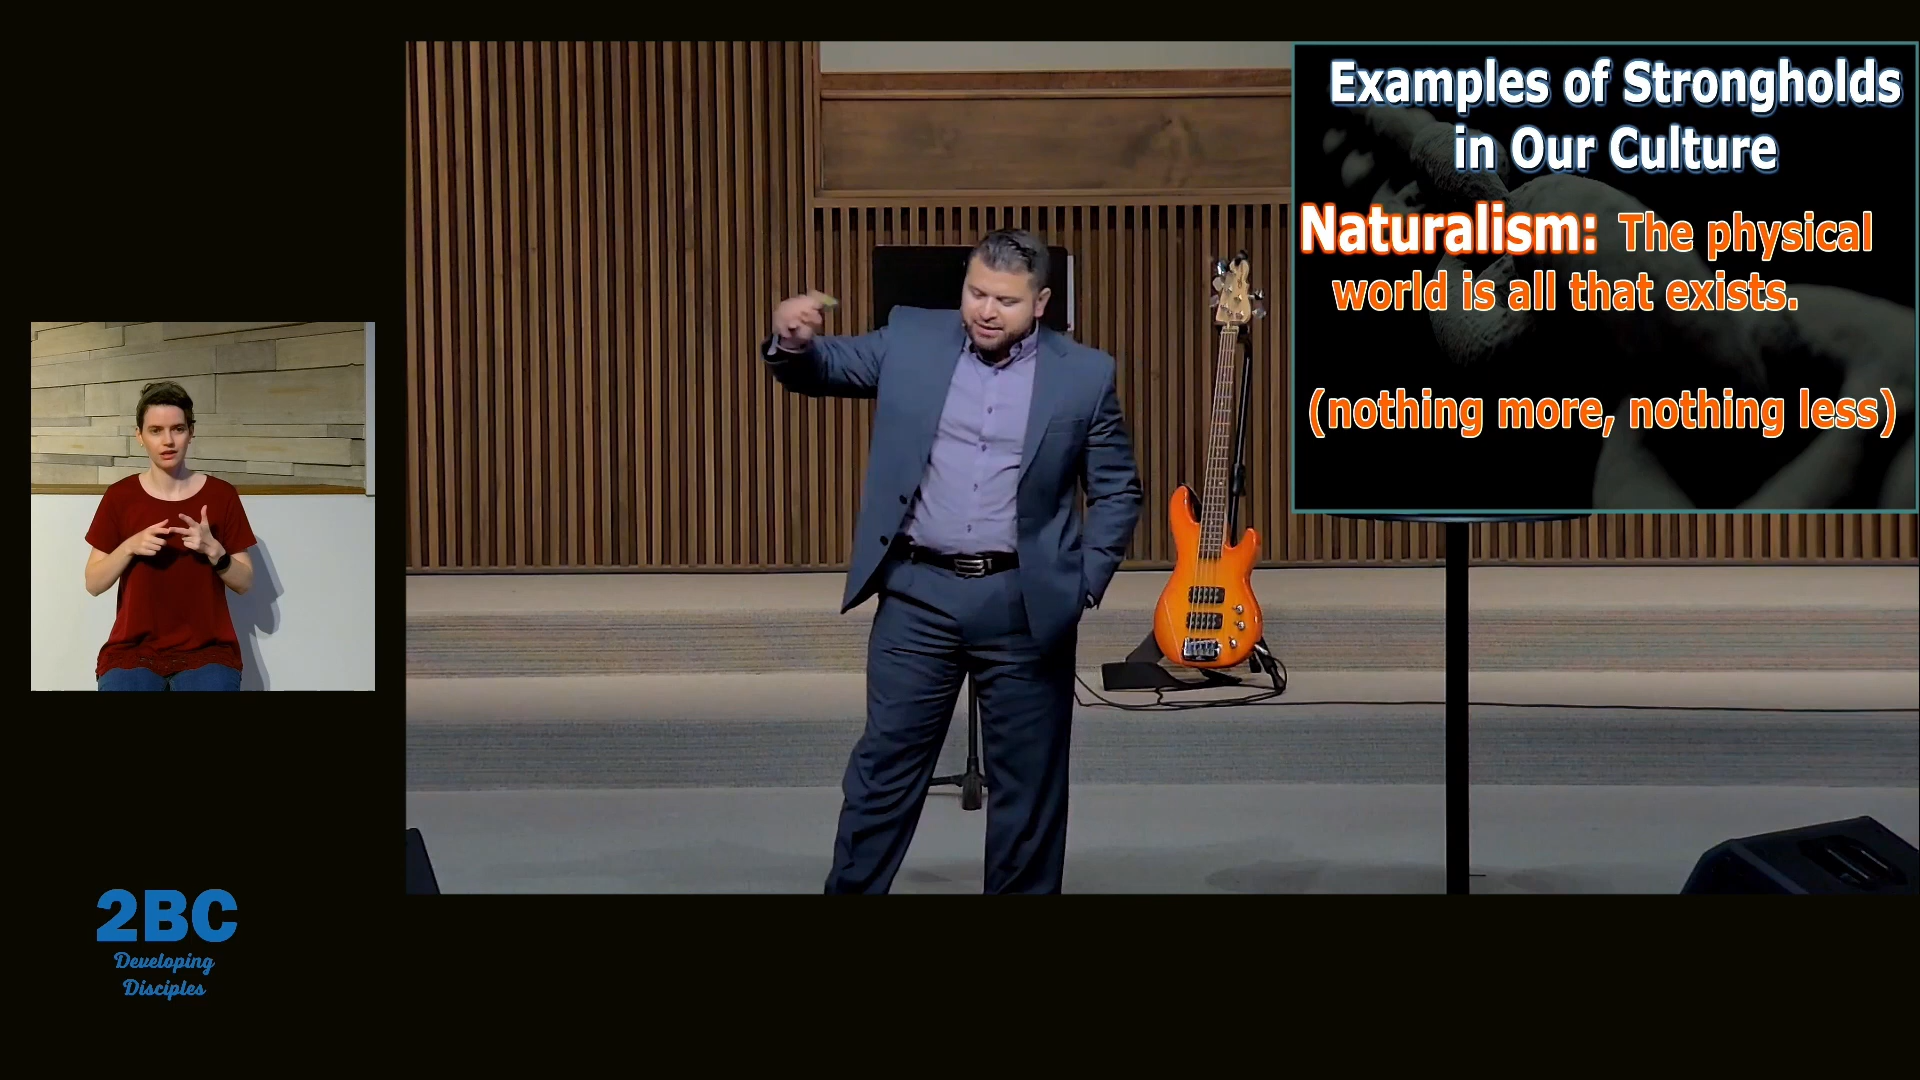 Examples of Strongholds
in Our Culture
Naturalism: The physical
world is all that exists.
(nothing more, nothing less)
2BC
Developing
Disciples